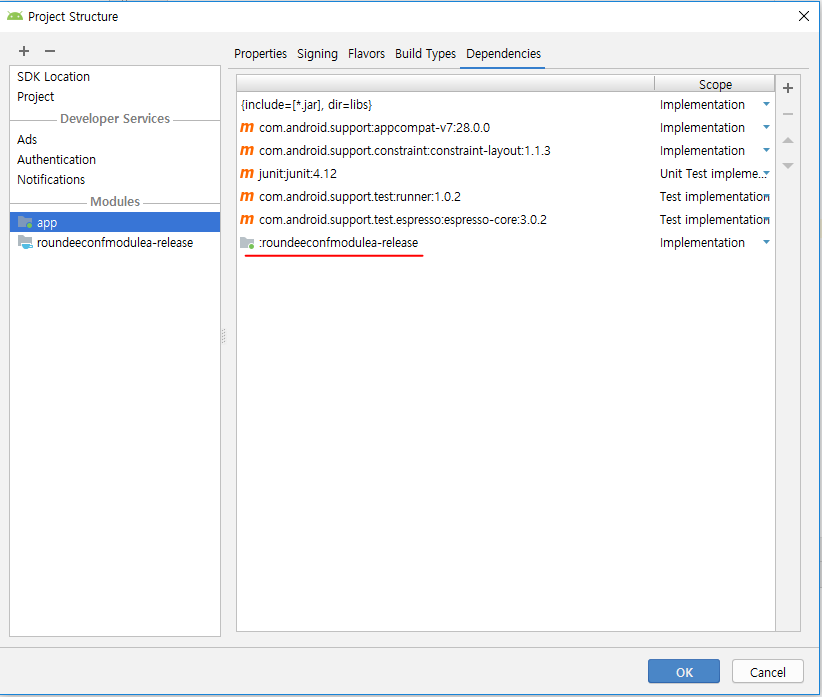 Project Structure
SDK Location
Project
Developer Services
Ads
Authentication
Notifications
Modules
app
roundeeconfmodulea-release
Properties Signing Flavors Build Types Dependencies
Scope
{include=[*.jar], dir=libs} Implementation
m com.android.support:appcompat-v7:28.0.0 Implementation
m com.android.support.constraint:constraint-layout:1.1.3 Implementation
m junit:junit:4.12 Unit Test impleme...
m com.android.support.test:runner:1.0.2 Test implementation
m com.android.support.test.espresso:espresso-core:3.0.2 Test implementation
:roundeeconfmodulea-release Implementation
OK Cancel